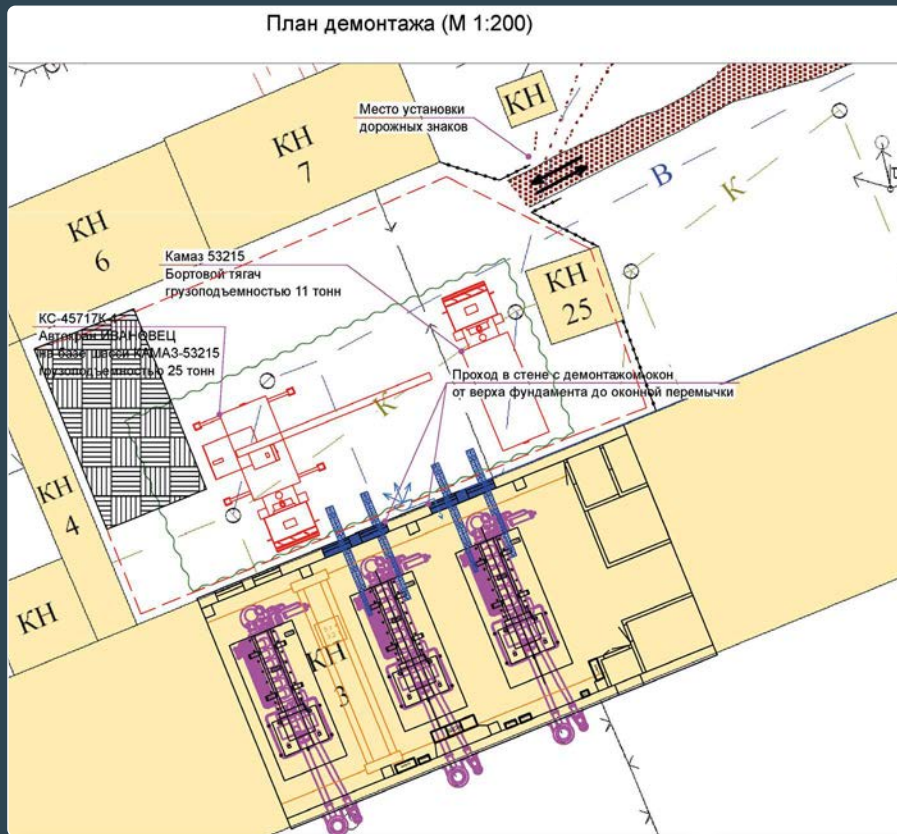 План демонтажа (М 1:200)
КН
Место установки
дорожных знаков
КН
7
В
К
КН
6
Камаз 53215
Бортовой тягач
грузоподъемностью 11 тонн
КН
25
КС-45717К-1
Автокран ИВАНОВЕЦ
на базе шасси КАМАЗ-53215
грузоподъемностью 25 тонн
Проход в стене с демонтажом окон
от верха фундамента до оконной перемычки
К
КН
4
КН
КН
3